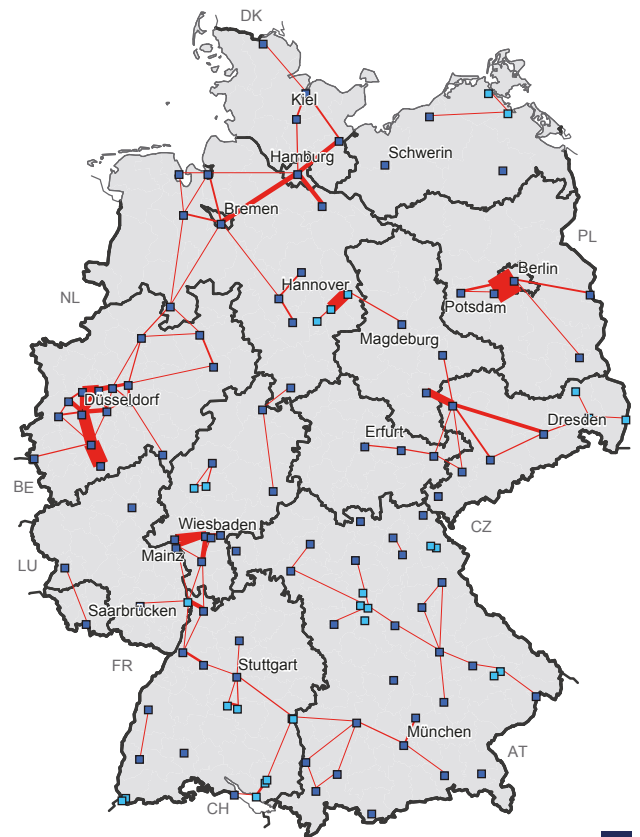 DK
Kiel
Schwerin
Hamburg
Bremen
PL
Berlin
Hannover
NL
Potsdam
Magdeburg
Düsseldorf
Dresden
Erfurt
BE
Wiesbaden
CZ
Mainz
LU
Saarbrücken
FR
Stuttgart
München
AT
CH